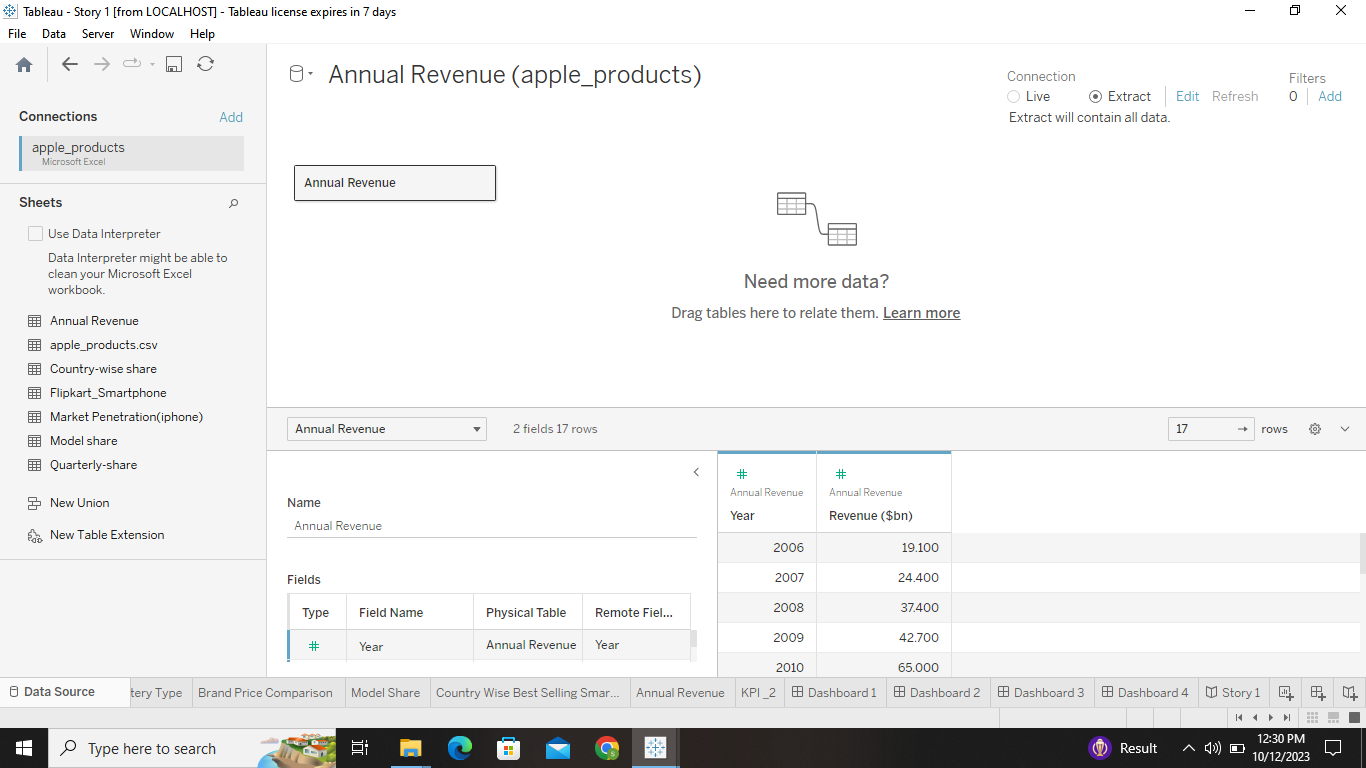 Tableau - Story 1 [from LOCALHOST] - Tableau license expires in 7 days
File Data Server Window Help
Connections Add
apple_products
Microsoft Excel
Sheets
Use Data Interpreter
Data Interpreter might be able to
clean your Microsoft Excel
workbook.
Annual Revenue
apple_products.csv
Country-wise share
Flipkart_Smartphone
Market Penetration(iphone)
Model share
Quarterly-share
New Union
New Table Extension
Annual Revenue (apple_products)
Connection
Live Extract Edit Refresh
Extract will contain all data.
Filters
0 Add
Annual Revenue
Need more data?
Drag tables here to relate them. Learn more
Annual Revenue 2 fields 17 rows 17 rows
Name
Annual Revenue
Fields
Type Field Name Physical Table Remote Fiel...
Year Annual Revenue Year
Annual Revenue Annual Revenue
Year Revenue ($bn)
2006 19.100
2007 24.400
2008 37.400
2009 42.700
2010 65.000
Data Source tery Type Brand Price Comparison Model Share Country Wise Best Selling Smar... Annual Revenue KPI _2 Dashboard 1 Dashboard 2 Dashboard 3 Dashboard 4 Story 1
Type here to search Result 12:30 PM
10/12/2023